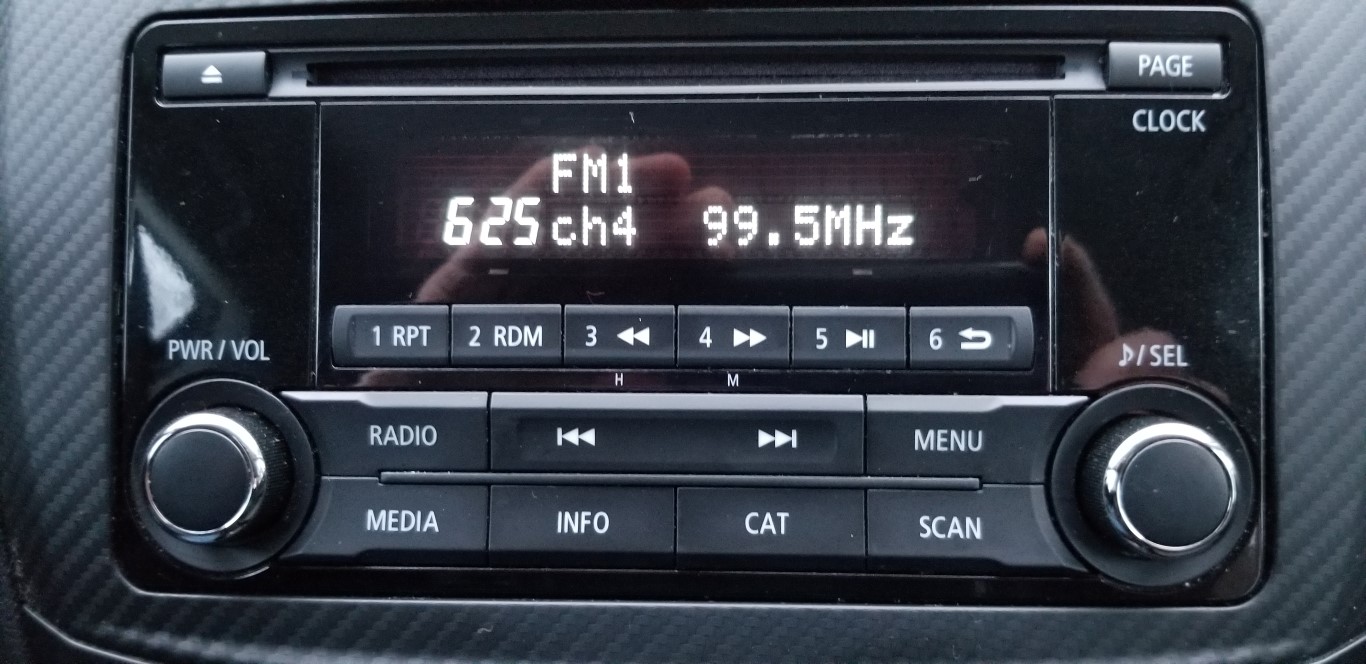 PAGE
CLOCK
FM1
625 ch4 99.5MHz
1 RPT 2 RDM 3 4 5 6
H M
PWR / VOL
/ SEL
RADIO MENU
MEDIA INFO CAT SCAN